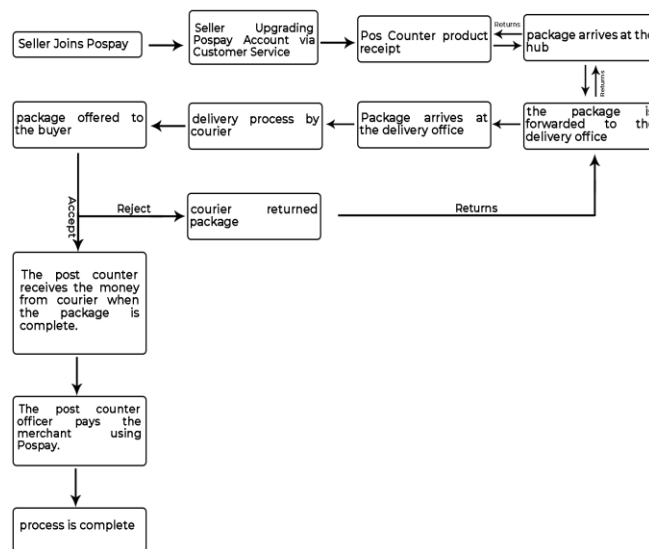 Seller Joins Pospay
Seller Upgrading
Pospay Account via
Customer Service
Pos Counter product
receipt
Returns
package arrives at the
hub
Returns
package offered to
the buyer
delivery process by
courier
Package arrives at
the delivery office
the package is
forwarded to the
delivery office
Accept
Reject
courier returned
package
Returns
The post counter
receives the money
from courier when
the package is
complete.
The post counter
officer pays the
merchant using
Pospay.
process is complete